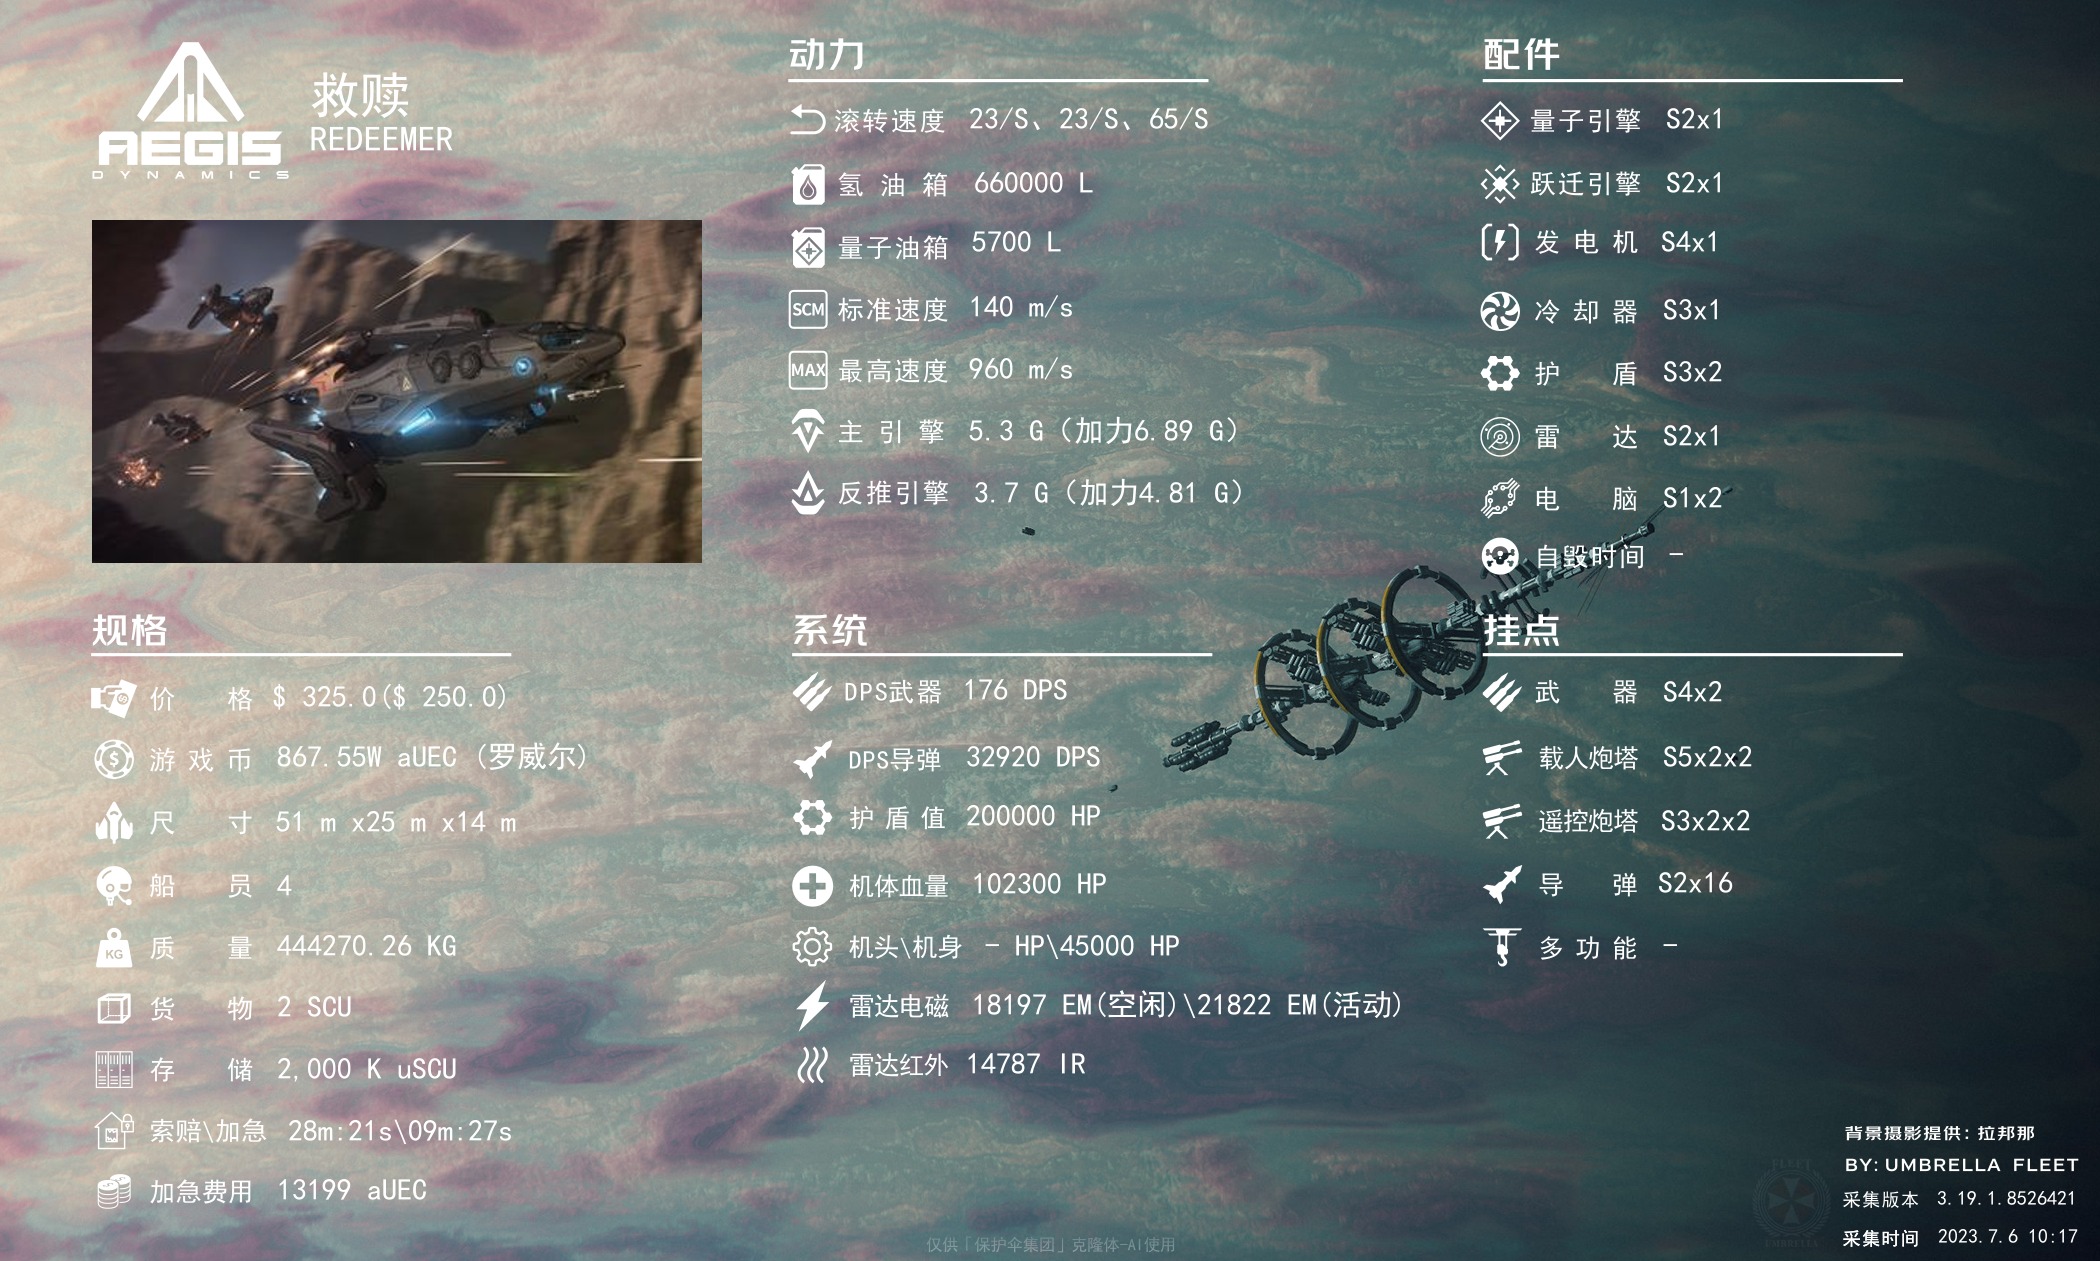 AEGIS
DYNAMICS
救赎
REDEEMER
规格
价格 $ 325.0($ 250.0)
游戏币 867.55W aUEC (罗威尔)
尺寸 51 m x25 m x14 m
船员 4
KG 质量 444270.26 KG
货物 2 SCU
存储 2,000 K uSCU
索赔\加急 28m:21s\09m:27s
加急费用 13199 aUEC
动力
滚转速度 23/S、23/S、65/S
氢油箱 660000 L
量子油箱 5700 L
SCM 标准速度 140 m/s
MAX 最高速度 960 m/s
主引擎 5.3 G（加力6.89 G）
反推引擎 3.7 G（加力4.81 G）
系统
DPS武器 176 DPS
DPS导弹 32920 DPS
护盾值 200000 HP
机体血量 102300 HP
机头\机身 - HP\45000 HP
雷达电磁 18197 EM(空闲)\21822 EM(活动)
雷达红外 14787 IR
配件
量子引擎 S2x1
跃迁引擎 S2x1
发电机 S4x1
冷却器 S3x1
护盾 S3x2
雷达 S2x1
电脑 S1x2
自毁时间 -
挂点
武器 S4x2
载人炮塔 S5x2x2
遥控炮塔 S3x2x2
导弹 S2x16
多功能 -
背景摄影提供：拉邦那
BY: UMBRELLA FLEET
采集版本 3.19.1.8526421
采集时间 2023.7.6 10:17
FLEET
UMBRELLA
仅供「保护伞集团」克隆体-AI使用